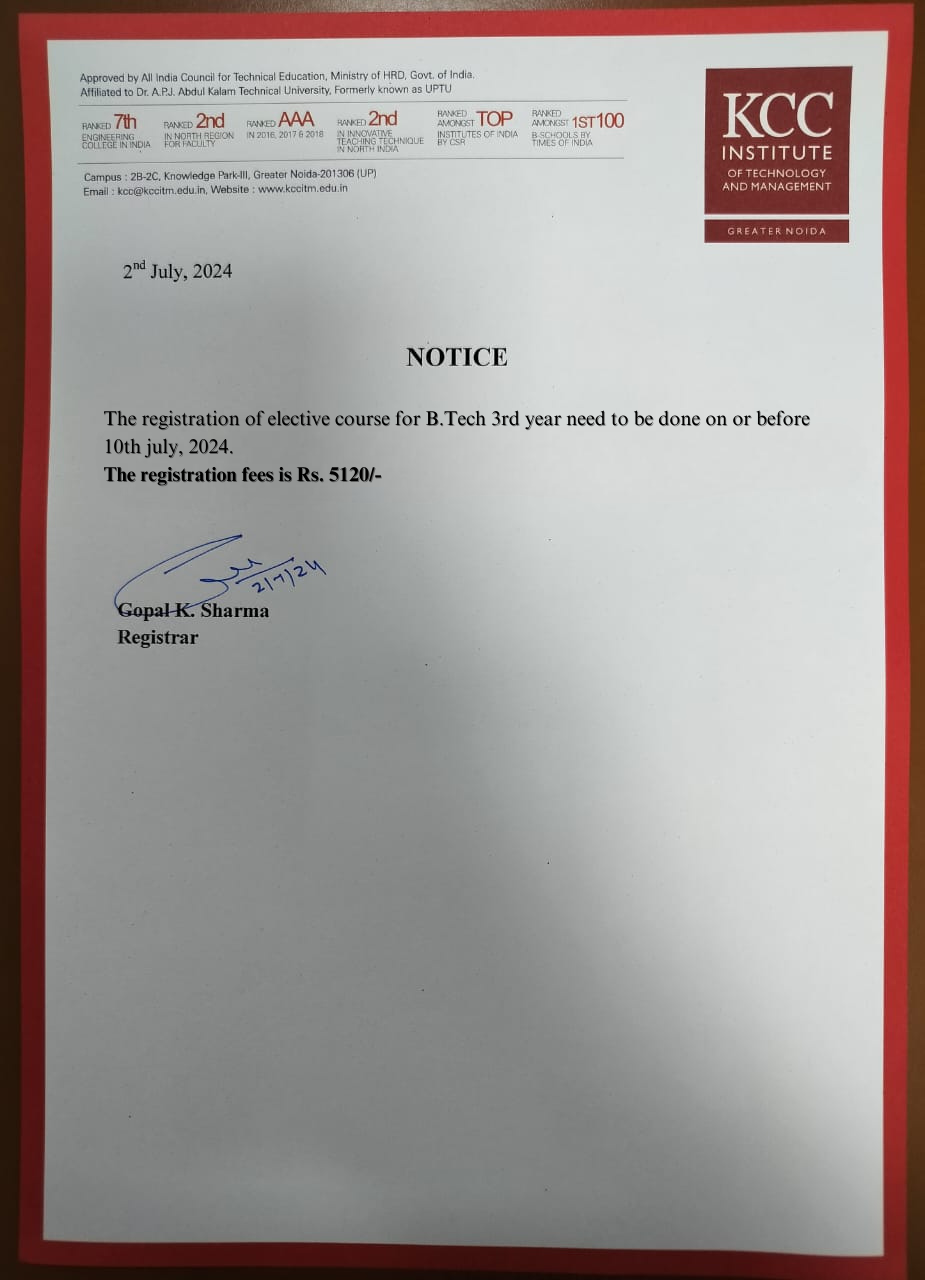 Approved by All India Council for Technical Education, Ministry of HRD, Govt. of India.
Affiliated to Dr. A.P.J. Abdul Kalam Technical University, Formerly known as UPTU
RANKED 7th
ENGINEERING
COLLEGE IN INDIA
RANKED 2nd
IN NORTH REGION
FOR FACULTY
RANKED AAA
IN 2016, 2017 & 2018
RANKED 2nd
IN INNOVATIVE
TEACHING TECHNIQUE
IN NORTH INDIA
RANKED
AMONGST TOP
INSTITUTES OF INDIA
BY CSR
RANKED
AMONGST 1ST100
B-SCHOOLS BY
TIMES OF INDIA
Campus : 2B-2C, Knowledge Park-III, Greater Noida-201306 (UP)
Email : kcc@kccitm.edu.in, Website : www.kccitm.edu.in
KCC
INSTITUTE
OF TECHNOLOGY
AND MANAGEMENT
GREATER NOIDA
2nd July, 2024
NOTICE
The registration of elective course for B.Tech 3rd year need to be done on or before
10th july, 2024.
The registration fees is Rs. 5120/-
2/7/24
Gopal K. Sharma
Registrar